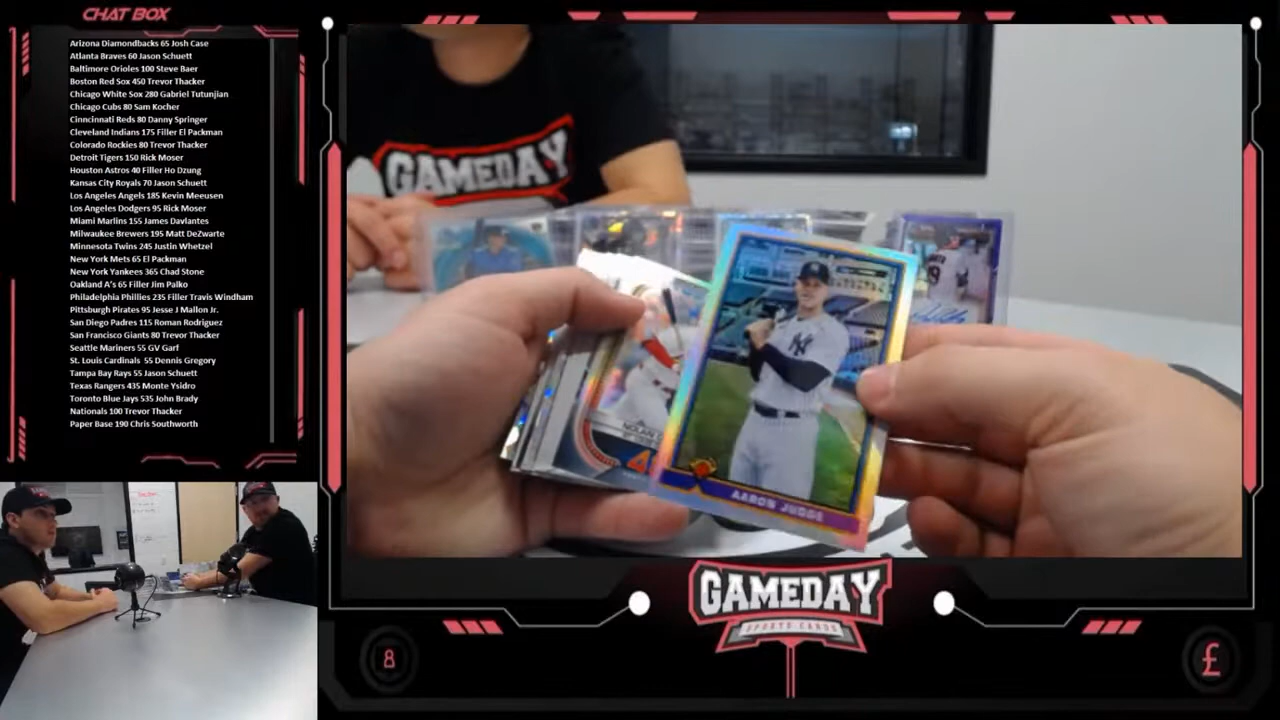 CHAT BOX
Arizona Diamondbacks 65 Josh Case
Atlanta Braves 60 Jason Schuett
Baltimore Orioles 100 Steve Baer
Boston Red Sox 450 Trevor Thacker
Chicago White Sox 280 Gabriel Tutunjian
Chicago Cubs 80 Sam Kocher
Cinncinnati Reds 80 Danny Springer
Cleveland Indians 175 Filler El Packman
Colorado Rockies 80 Trevor Thacker
Detroit Tigers 150 Rick Moser
Houston Astros 40 Filler Ho Dzung
Kansas City Royals 70 Jason Schuett
Los Angeles Angels 185 Kevin Meeusen
Los Angeles Dodgers 95 Rick Moser
Miami Marlins 155 James Davlantes
Milwaukee Brewers 195 Matt DeZwarte
Minnesota Twins 245 Justin Whetzel
New York Mets 65 El Packman
New York Yankees 365 Chad Stone
Oakland A's 65 Filler Jim Palko
Philadelphia Phillies 235 Filler Travis Windham
Pittsburgh Pirates 95 Jesse J Mallon Jr.
San Diego Padres 115 Roman Rodriguez
San Francisco Giants 80 Trevor Thacker
Seattle Mariners 55 GV Garf
St. Louis Cardinals 55 Dennis Gregory
Tampa Bay Rays 55 Jason Schuett
Texas Rangers 435 Monte Ysidro
Toronto Blue Jays 535 John Brady
Nationals 100 Trevor Thacker
Paper Base 190 Chris Southworth
GAMEDAY
NOLAN
AARON JUDGE
GAMEDAY
SPORTS CARDS
8
£